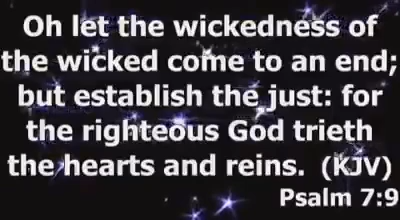 Oh let the wickedness of
the wicked come to an end;
but establish the just: for
the righteous God trieth
the hearts and reins. (KJV)
Psalm 7:9